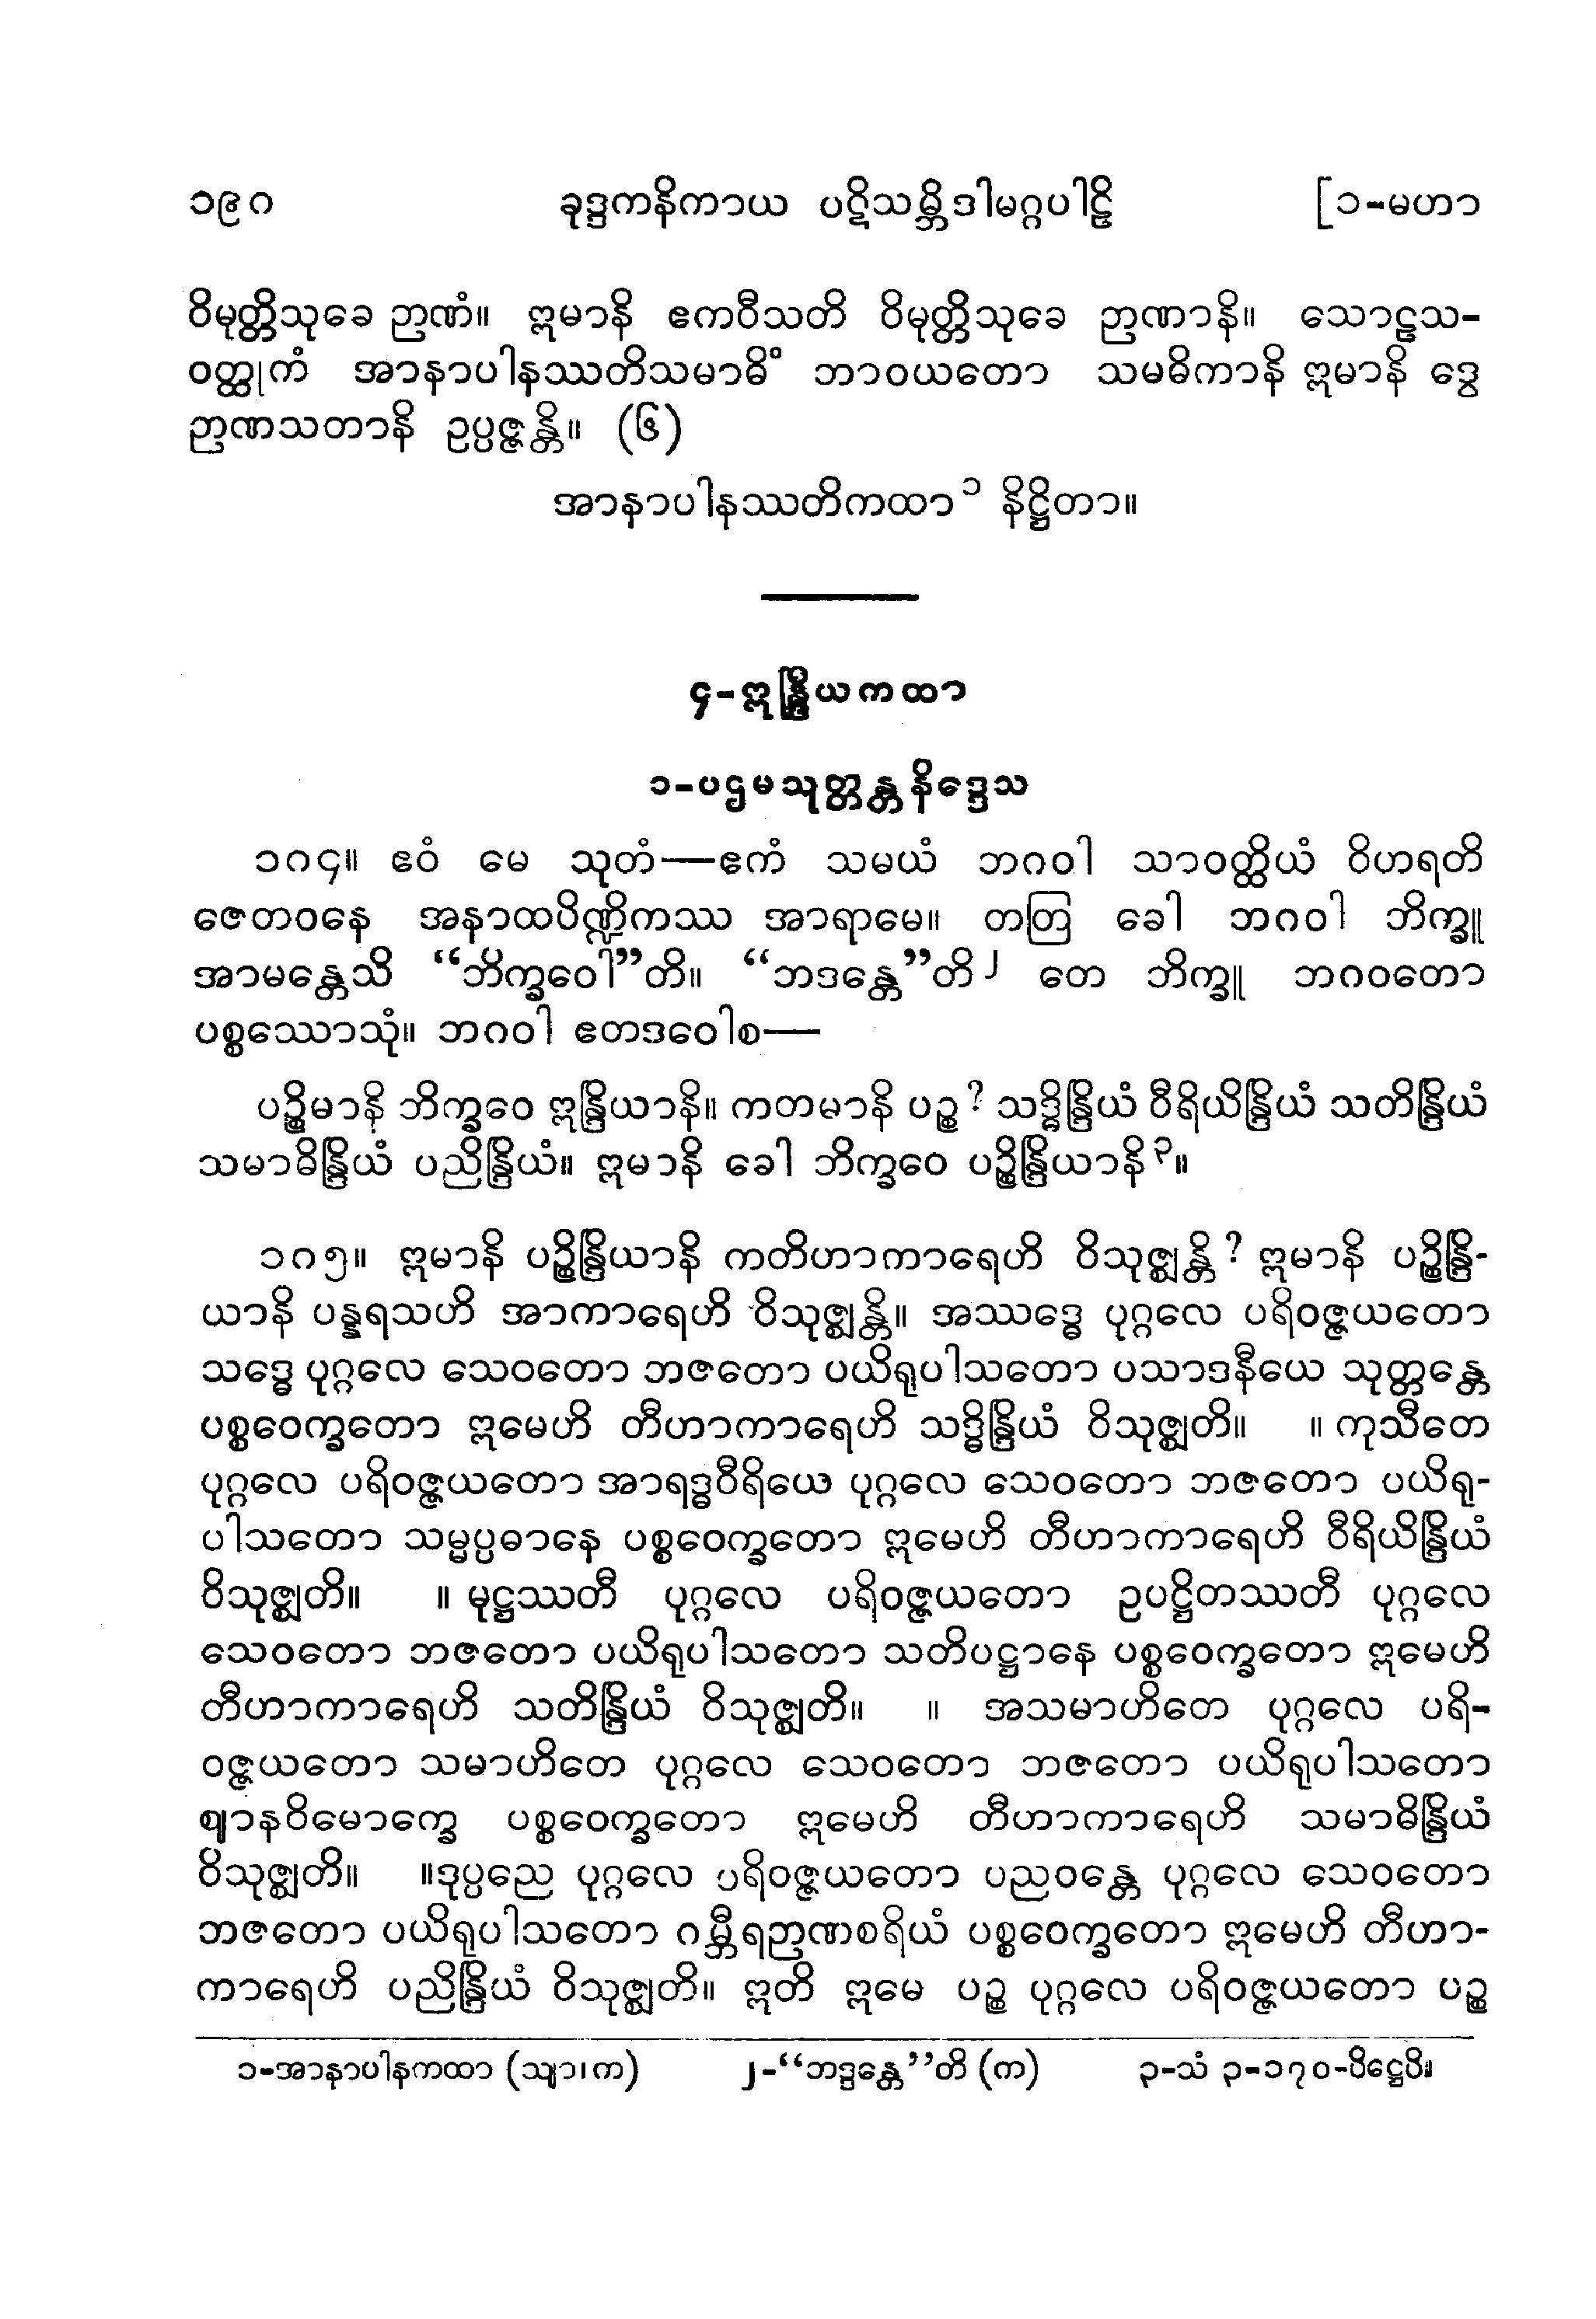 ၁၉၀ ခုဒ္ဒကနိကာယ ပဋိသမ္ဘိဒါမဂ္ဂပါဠိ [၁-မဟာ
ဝိမုတ္တိသုခေ ဉာဏံ။ ဣမာနိ ဧကဝီသတိ ဝိမုတ္တိသုခေ ဉာဏာနိ။ သောဠသ-
ဝတ္ထုကံ အာနာပါနဿတိသမာဓိံ ဘာဝယတော သမဓိကာနိ ဣမာနိ ဒွေ
ဉာဏသတာနိ ဥပ္ပဇ္ဇန္တိ။ (၆)
အာနာပါနဿတိကထာ ၁ နိဋ္ဌိတာ။
၄-ဣန္ဒြိယကထာ
၁-ပဌမသုတ္တန္တနိဒ္ဒေသ
၁၈၄။ ဧဝံ မေ သုတံ—ဧကံ သမယံ ဘဂဝါ သာဝတ္ထိယံ ဝိဟရတိ
ဇေတဝနေ အနာထပိဏ္ဍိကဿ အာရာမေ။ တတြ ခေါ ဘဂဝါ ဘိက္ခူ
အာမန္တေသိ “ဘိက္ခဝေါ”တိ။ “ဘဒန္တေ”တိ ၂ တေ ဘိက္ခူ ဘဂဝတော
ပစ္စဿောသုံ။ ဘဂဝါ ဧတဒဝေါစ—
ပဉ္စိမာနိ ဘိက္ခဝေ ဣန္ဒြိယာနိ။ ကတမာနိ ပဉ္စ? သဒ္ဓိန္ဒြိယံ ဝီရိယိန္ဒြိယံ သတိန္ဒြိယံ
သမာဓိန္ဒြိယံ ပညိန္ဒြိယံ။ ဣမာနိ ခေါ ဘိက္ခဝေ ပဉ္စိန္ဒြိယာနိ ၃။
၁၈၅။ ဣမာနိ ပဉ္စိန္ဒြိယာနိ ကတိဟာကာရေဟိ ဝိသုဇ္ဈန္တိ? ဣမာနိ ပဉ္စိန္ဒြိ-
ယာနိ ပန္နရသဟိ အာကာရေဟိ ဝိသုဇ္ဈန္တိ။ အဿဒ္ဓေ ပုဂ္ဂလေ ပရိဝဇ္ဇယတော
သဒ္ဓေ ပုဂ္ဂလေ သေဝတော ဘဇတော ပယိရုပါသတော ပသာဒနီယေ သုတ္တန္တေ
ပစ္စဝေက္ခတော ဣမေဟိ တီဟာကာရေဟိ သဒ္ဓိန္ဒြိယံ ဝိသုဇ္ဈတိ။ ။ ကုသီတေ
ပုဂ္ဂလေ ပရိဝဇ္ဇယတော အာရဒ္ဓဝီရိယေ ပုဂ္ဂလေ သေဝတော ဘဇတော ပယိရု-
ပါသတော သမ္မပ္ပဓာနေ ပစ္စဝေက္ခတော ဣမေဟိ တီဟာကာရေဟိ ဝီရိယိန္ဒြိယံ
ဝိသုဇ္ဈတိ။ ။ မုဋ္ဌဿတီ ပုဂ္ဂလေ ပရိဝဇ္ဇယတော ဥပဋ္ဌိတဿတီ ပုဂ္ဂလေ
သေဝတော ဘဇတော ပယိရုပါသတော သတိပဋ္ဌာနေ ပစ္စဝေက္ခတော ဣမေဟိ
တီဟာကာရေဟိ သတိန္ဒြိယံ ဝိသုဇ္ဈတိ။ ။ အသမာဟိတေ ပုဂ္ဂလေ ပရိ-
ဝဇ္ဇယတော သမာဟိတေ ပုဂ္ဂလေ သေဝတော ဘဇတော ပယိရုပါသတော
ဈာနဝိမောက္ခေ ပစ္စဝေက္ခတော ဣမေဟိ တီဟာကာရေဟိ သမာဓိန္ဒြိယံ
ဝိသုဇ္ဈတိ။ ။ဒုပ္ပညေ ပုဂ္ဂလေ ပရိဝဇ္ဇယတော ပညဝန္တေ ပုဂ္ဂလေ သေဝတော
ဘဇတော ပယိရုပါသတော ဂမ္ဘီရဉာဏစရိယံ ပစ္စဝေက္ခတော ဣမေဟိ တီဟာ-
ကာရေဟိ ပညိန္ဒြိယံ ဝိသုဇ္ဈတိ။ ဣတိ ဣမေ ပဉ္စ ပုဂ္ဂလေ ပရိဝဇ္ဇယတော ပဉ္စ
၁-အာနာပါနကထာ (သျာ၊က) ၂-“ဘဒ္ဒန္တေ”တိ (က) ၃-သံ ၃-၁၇၀-ပိဋ္ဌေပိ။